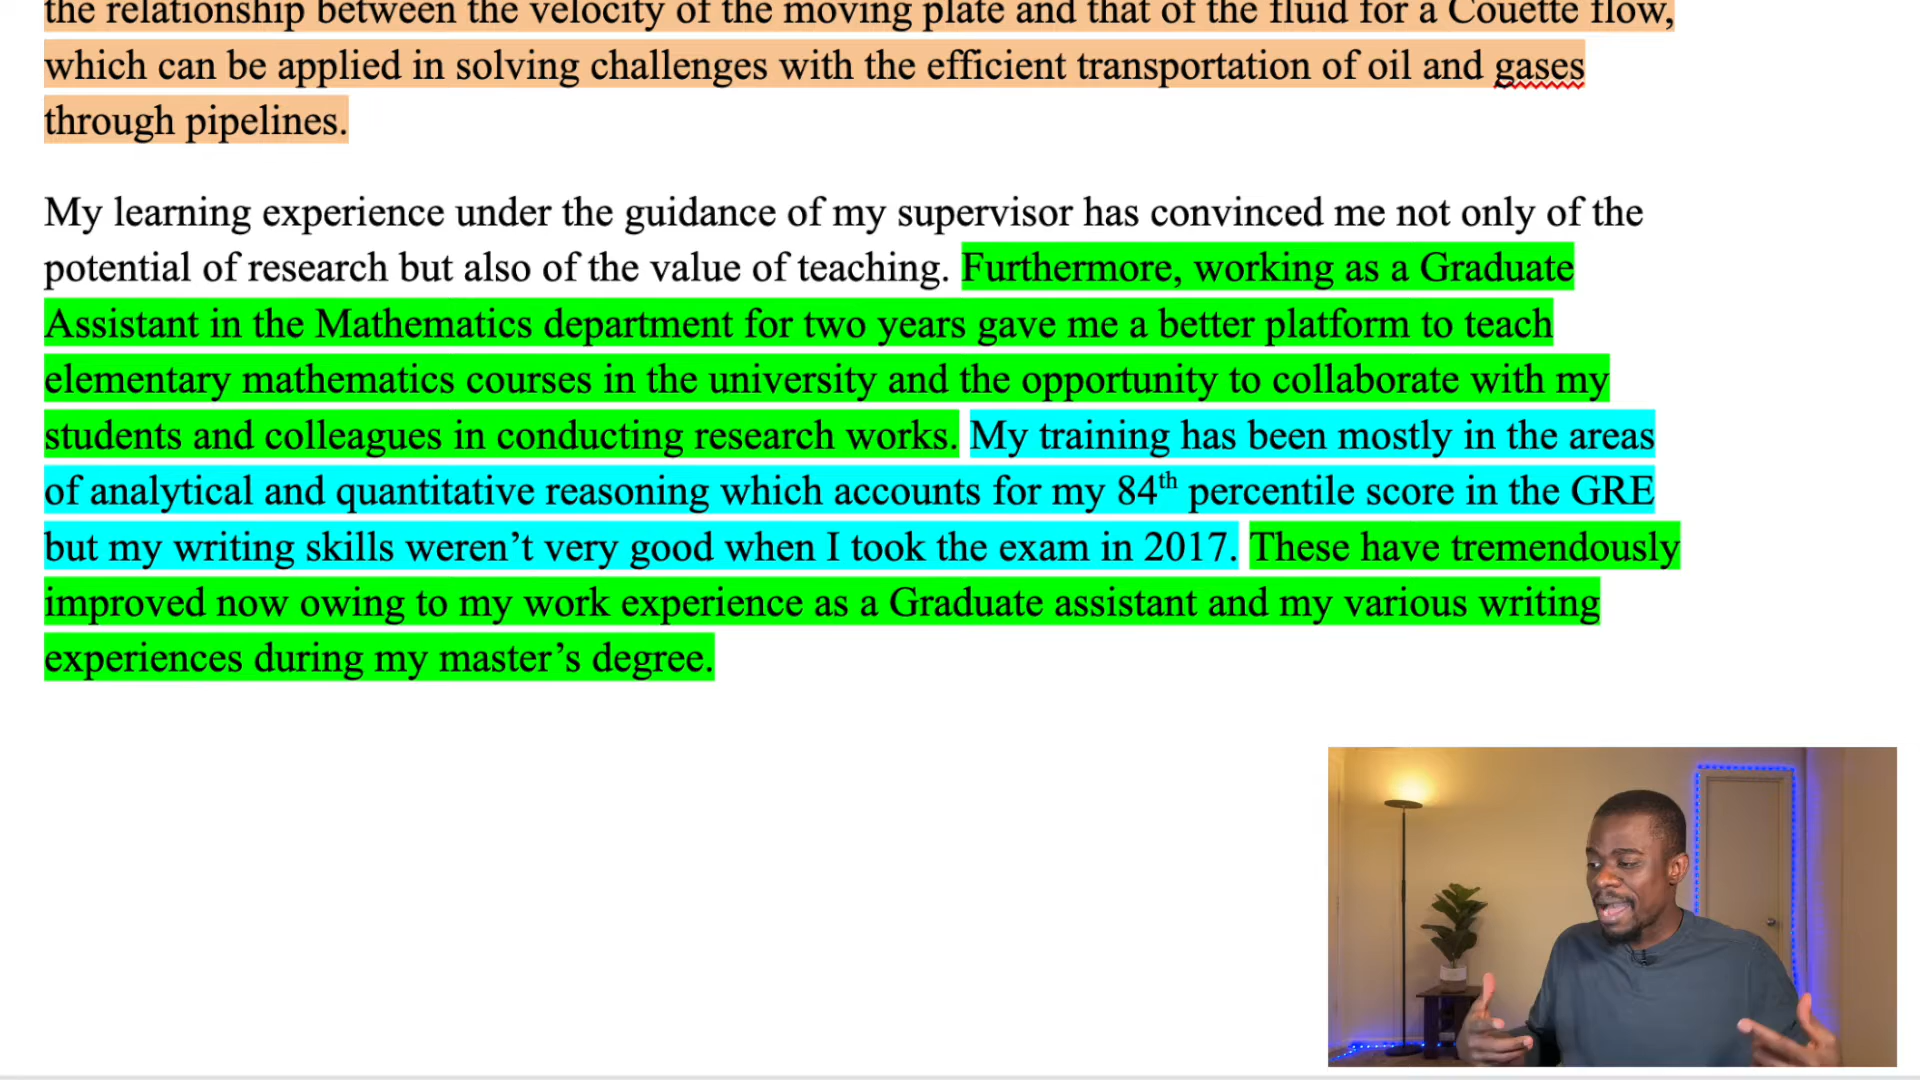 the relationship between the velocity of the moving plate and that of the fluid for a Couette flow,
which can be applied in solving challenges with the efficient transportation of oil and gases
through pipelines.
My learning experience under the guidance of my supervisor has convinced me not only of the
potential of research but also of the value of teaching. Furthermore, working as a Graduate
Assistant in the Mathematics department for two years gave me a better platform to teach
elementary mathematics courses in the university and the opportunity to collaborate with my
students and colleagues in conducting research works. My training has been mostly in the areas
of analytical and quantitative reasoning which accounts for my 84th percentile score in the GRE
but my writing skills weren’t very good when I took the exam in 2017. These have tremendously
improved now owing to my work experience as a Graduate assistant and my various writing
experiences during my master’s degree.